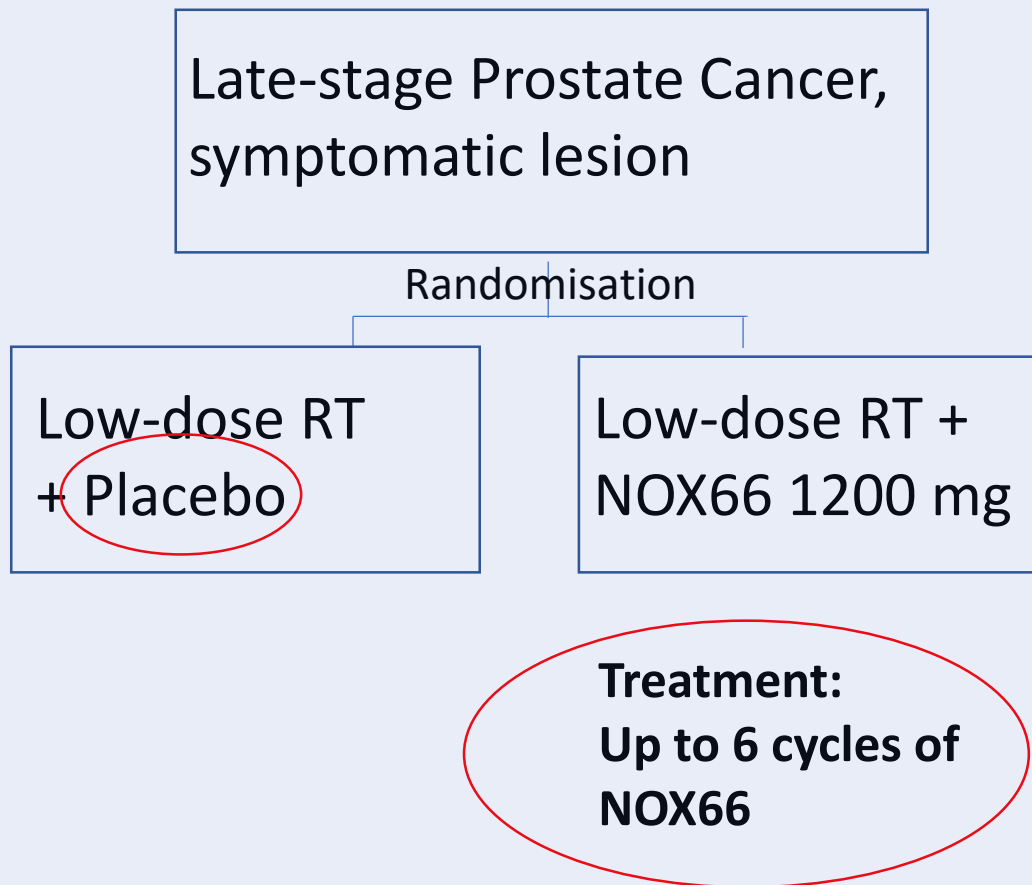 Late-stage Prostate Cancer,
symptomatic lesion
Randomisation
Low-dose RT
+ Placebo
Low-dose RT +
NOX66 1200 mg
Treatment:
Up to 6 cycles of
NOX66